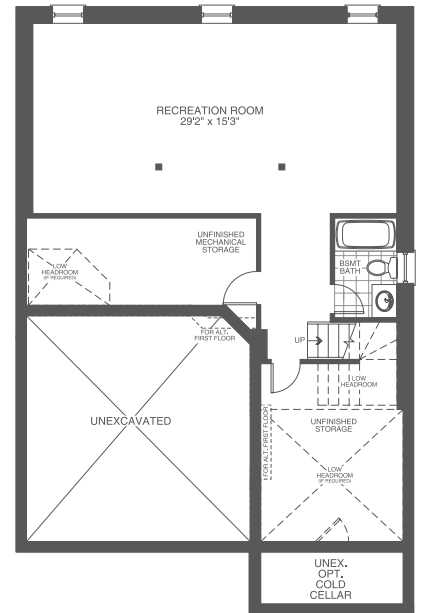 RECREATION ROOM
29'2" x 15'3"
UNFINISHED
MECHANICAL
STORAGE
BSMT
BATH
LOW
HEADROOM
(IF REQUIRED)
FOR ALT.
FIRST FLOOR
UP
LOW
HEADROOM
UNEXCAVATED
FOR ALT. FIRST FLOOR
UNFINISHED
STORAGE
LOW
HEADROOM
(IF REQUIRED)
UNEX.
OPT.
COLD
CELLAR